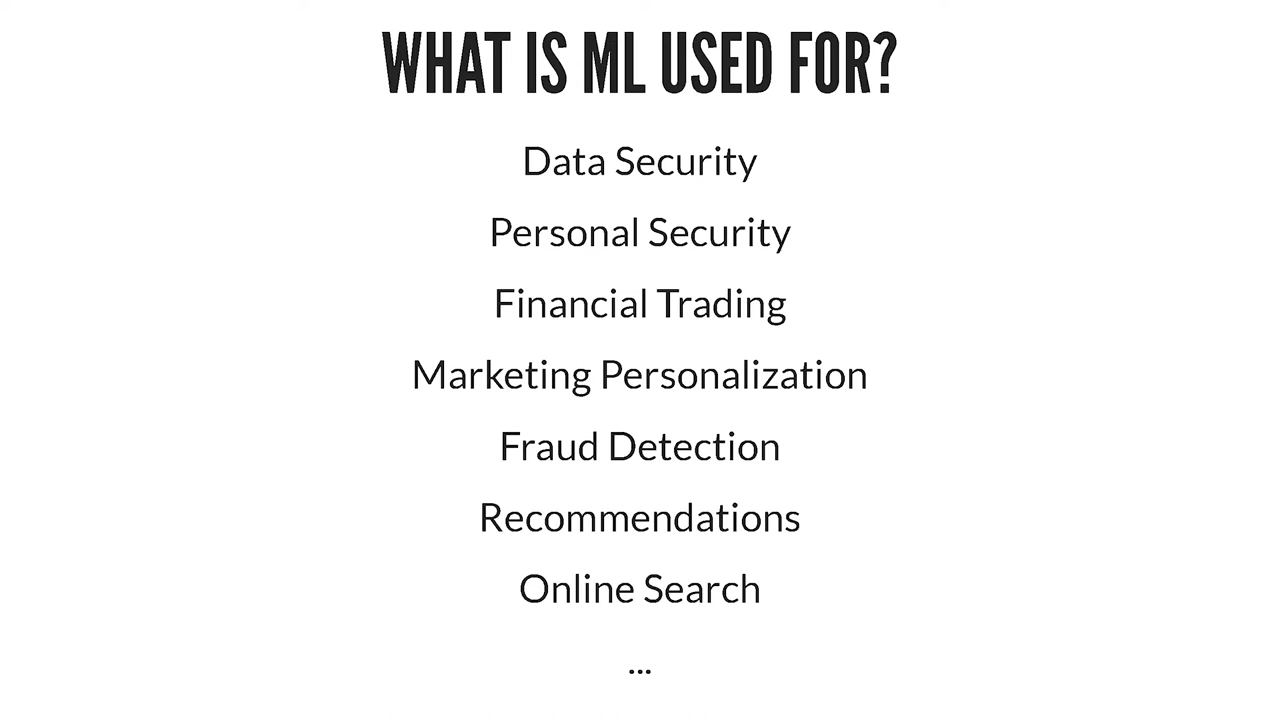 WHAT IS ML USED FOR?
Data Security
Personal Security
Financial Trading
Marketing Personalization
Fraud Detection
Recommendations
Online Search
...